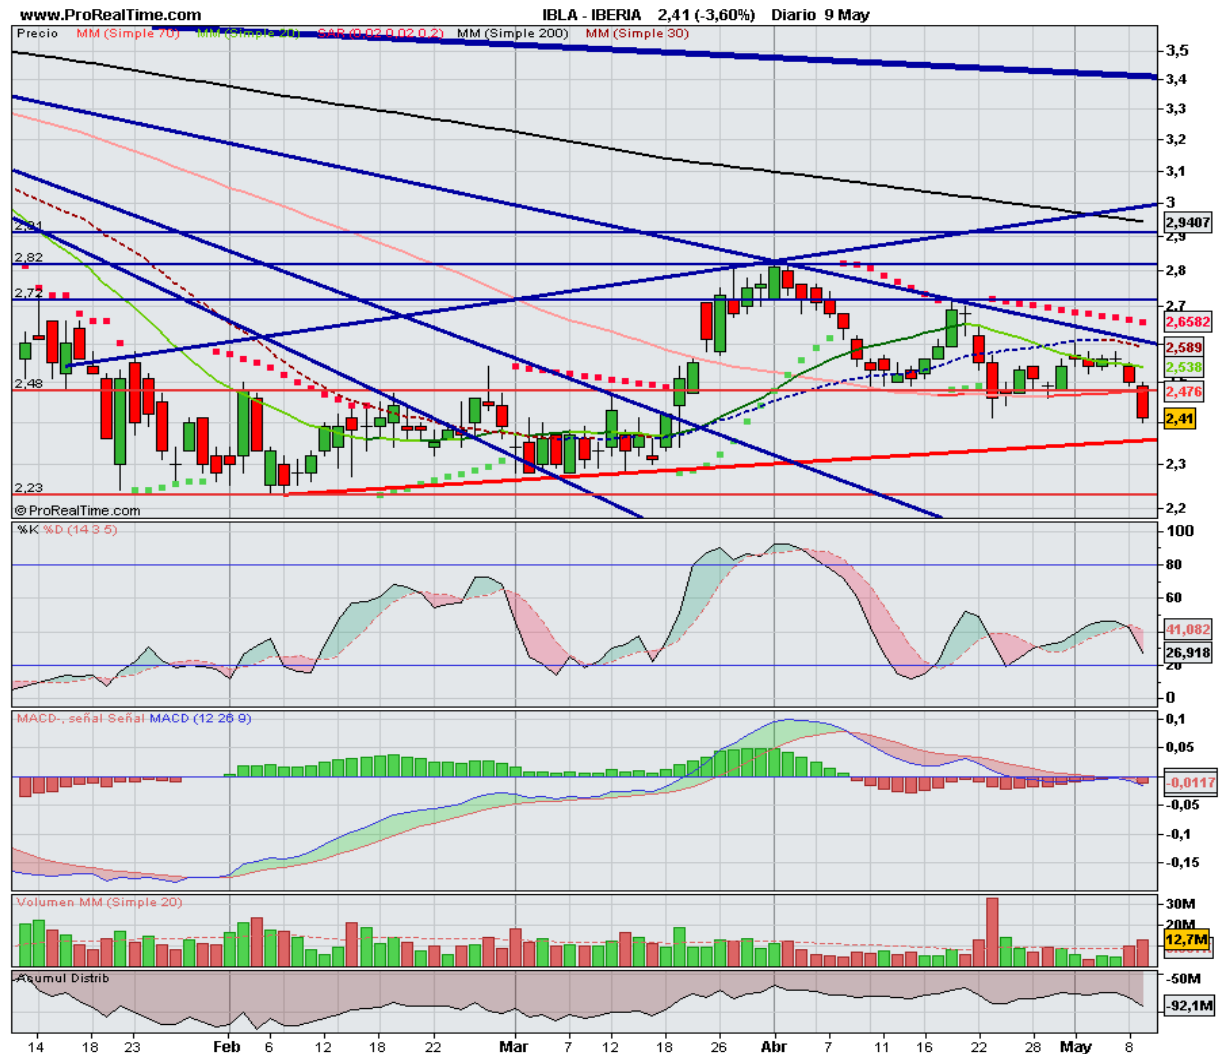 www.ProRealTime.com IBLA - IBERIA 2,41 (-3,60%) Diario 9 May
Precio MM (Simple 70) MM (Simple 20) SAR (0.02 0.02 0.2) MM (Simple 200) MM (Simple 30)
3,5
3,4
3,3
3,2
3,1
3
2,9407
2,91
2,9
2,82
2,8
2,72
2,7
2,6582
2,589
2,538
2,48
2,476
2,41
2,3
2,23
2,2
© ProRealTime.com
%K %D (14 3 5)
100
80
60
41,082
26,918
20
0
MACD-, señal Señal MACD (12 26 9)
0,1
0,05
-0,0117
-0,05
-0,1
-0,15
Volumen MM (Simple 20)
30M
20M
12,7M
Acumul Distrib
-50M
-92,1M
14 18 23 Feb 6 12 18 22 Mar 7 12 18 26 Abr 7 11 16 22 28 May 8